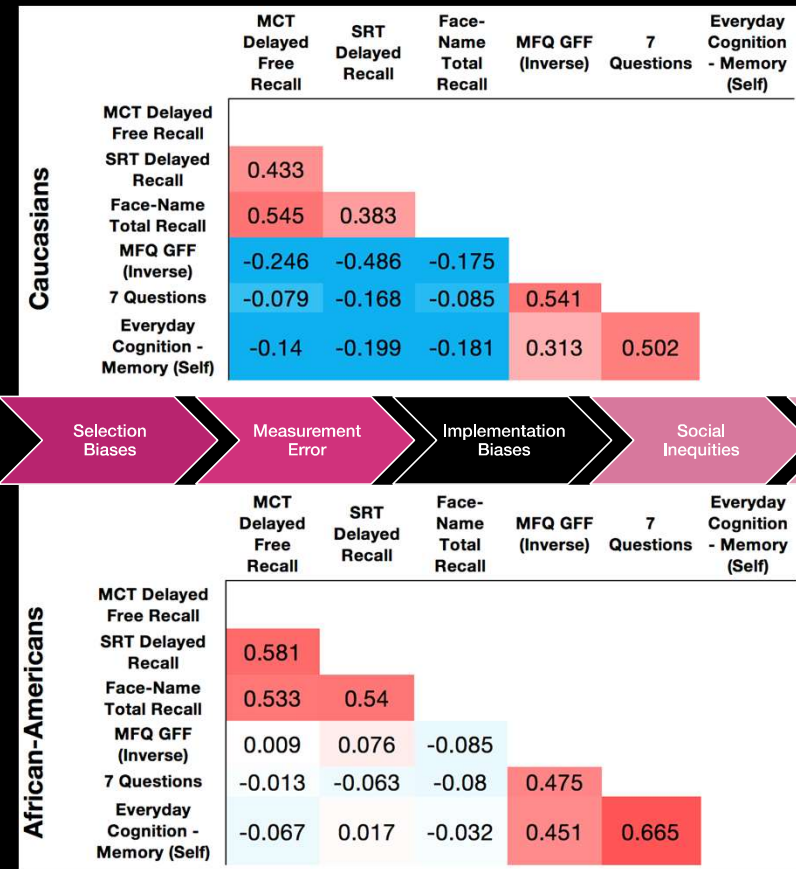 MCT Delayed Free Recall
SRT Delayed Recall
Face-Name Total Recall
MFQ GFF (Inverse)
7 Questions
Everyday Cognition - Memory (Self)
Caucasians
MCT Delayed Free Recall
SRT Delayed Recall
0.433
Face-Name Total Recall
0.545 0.383
MFQ GFF (Inverse)
-0.246 -0.486 -0.175
7 Questions
-0.079 -0.168 -0.085 0.541
Everyday Cognition - Memory (Self)
-0.14 -0.199 -0.181 0.313 0.502
Selection Biases
Measurement Error
Implementation Biases
Social Inequities
MCT Delayed Free Recall
SRT Delayed Recall
Face-Name Total Recall
MFQ GFF (Inverse)
7 Questions
Everyday Cognition - Memory (Self)
African-Americans
MCT Delayed Free Recall
SRT Delayed Recall
0.581
Face-Name Total Recall
0.533 0.54
MFQ GFF (Inverse)
0.009 0.076 -0.085
7 Questions
-0.013 -0.063 -0.08 0.475
Everyday Cognition - Memory (Self)
-0.067 0.017 -0.032 0.451 0.665